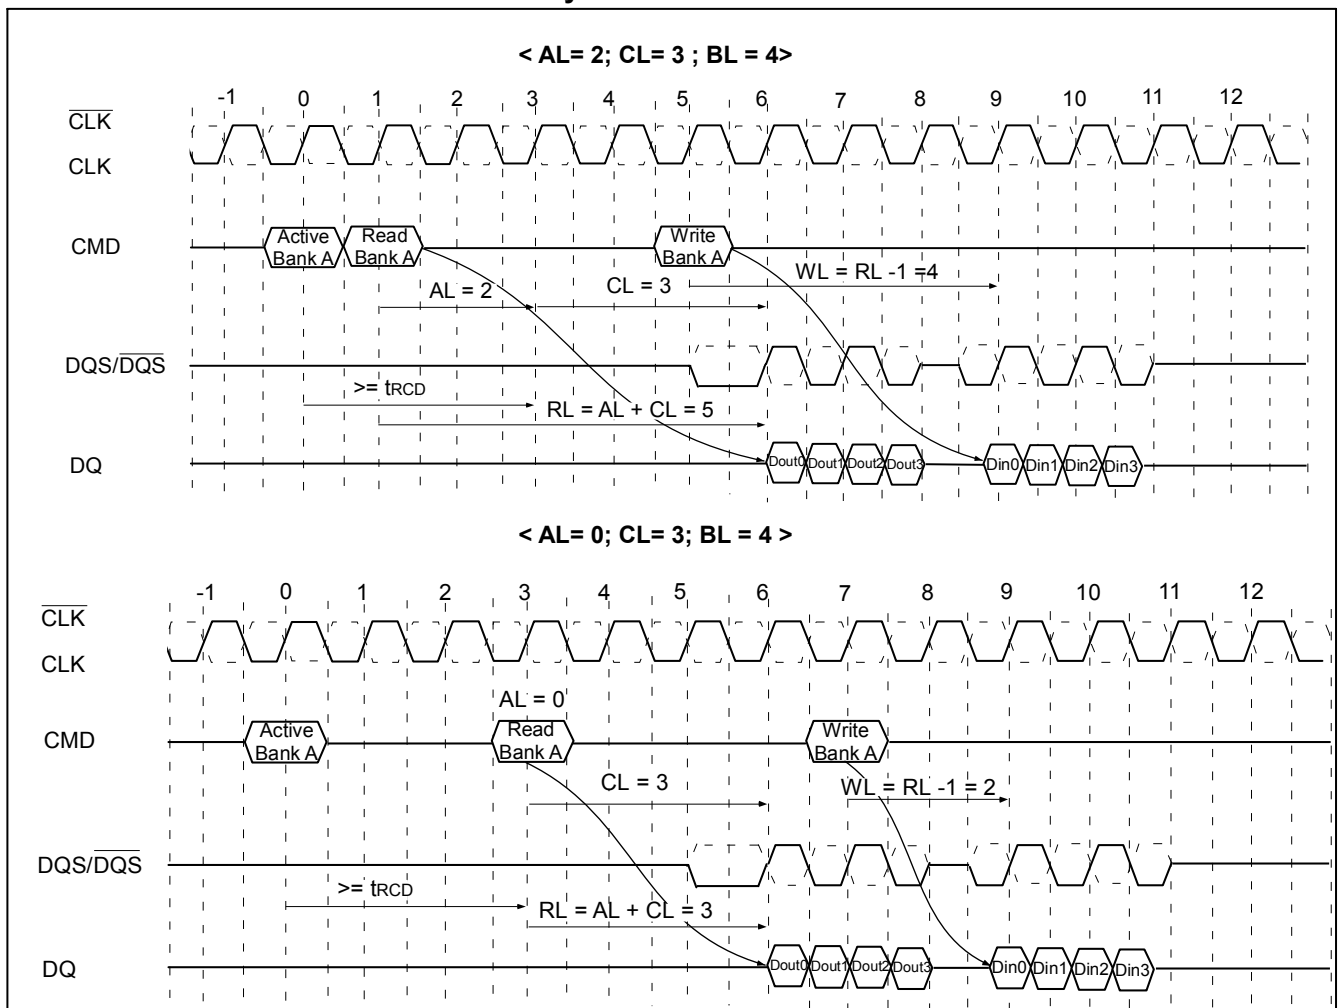 < AL= 2; CL= 3 ; BL = 4>
-1 0 1 2 3 4 5 6 7 8 9 10 11 12
CLK
CLK
CMD
Active Bank A
Read Bank A
Write Bank A
WL = RL -1 =4
AL = 2
CL = 3
DQS/DQS
>= tRCD
RL = AL + CL = 5
DQ
Dout0 Dout1 Dout2 Dout3 Din0 Din1 Din2 Din3
< AL= 0; CL= 3; BL = 4 >
-1 0 1 2 3 4 5 6 7 8 9 10 11 12
CLK
CLK
AL = 0
CMD
Active Bank A
Read Bank A
Write Bank A
CL = 3
WL = RL -1 = 2
DQS/DQS
>= tRCD
RL = AL + CL = 3
DQ
Dout0 Dout1 Dout2 Dout3 Din0 Din1 Din2 Din3